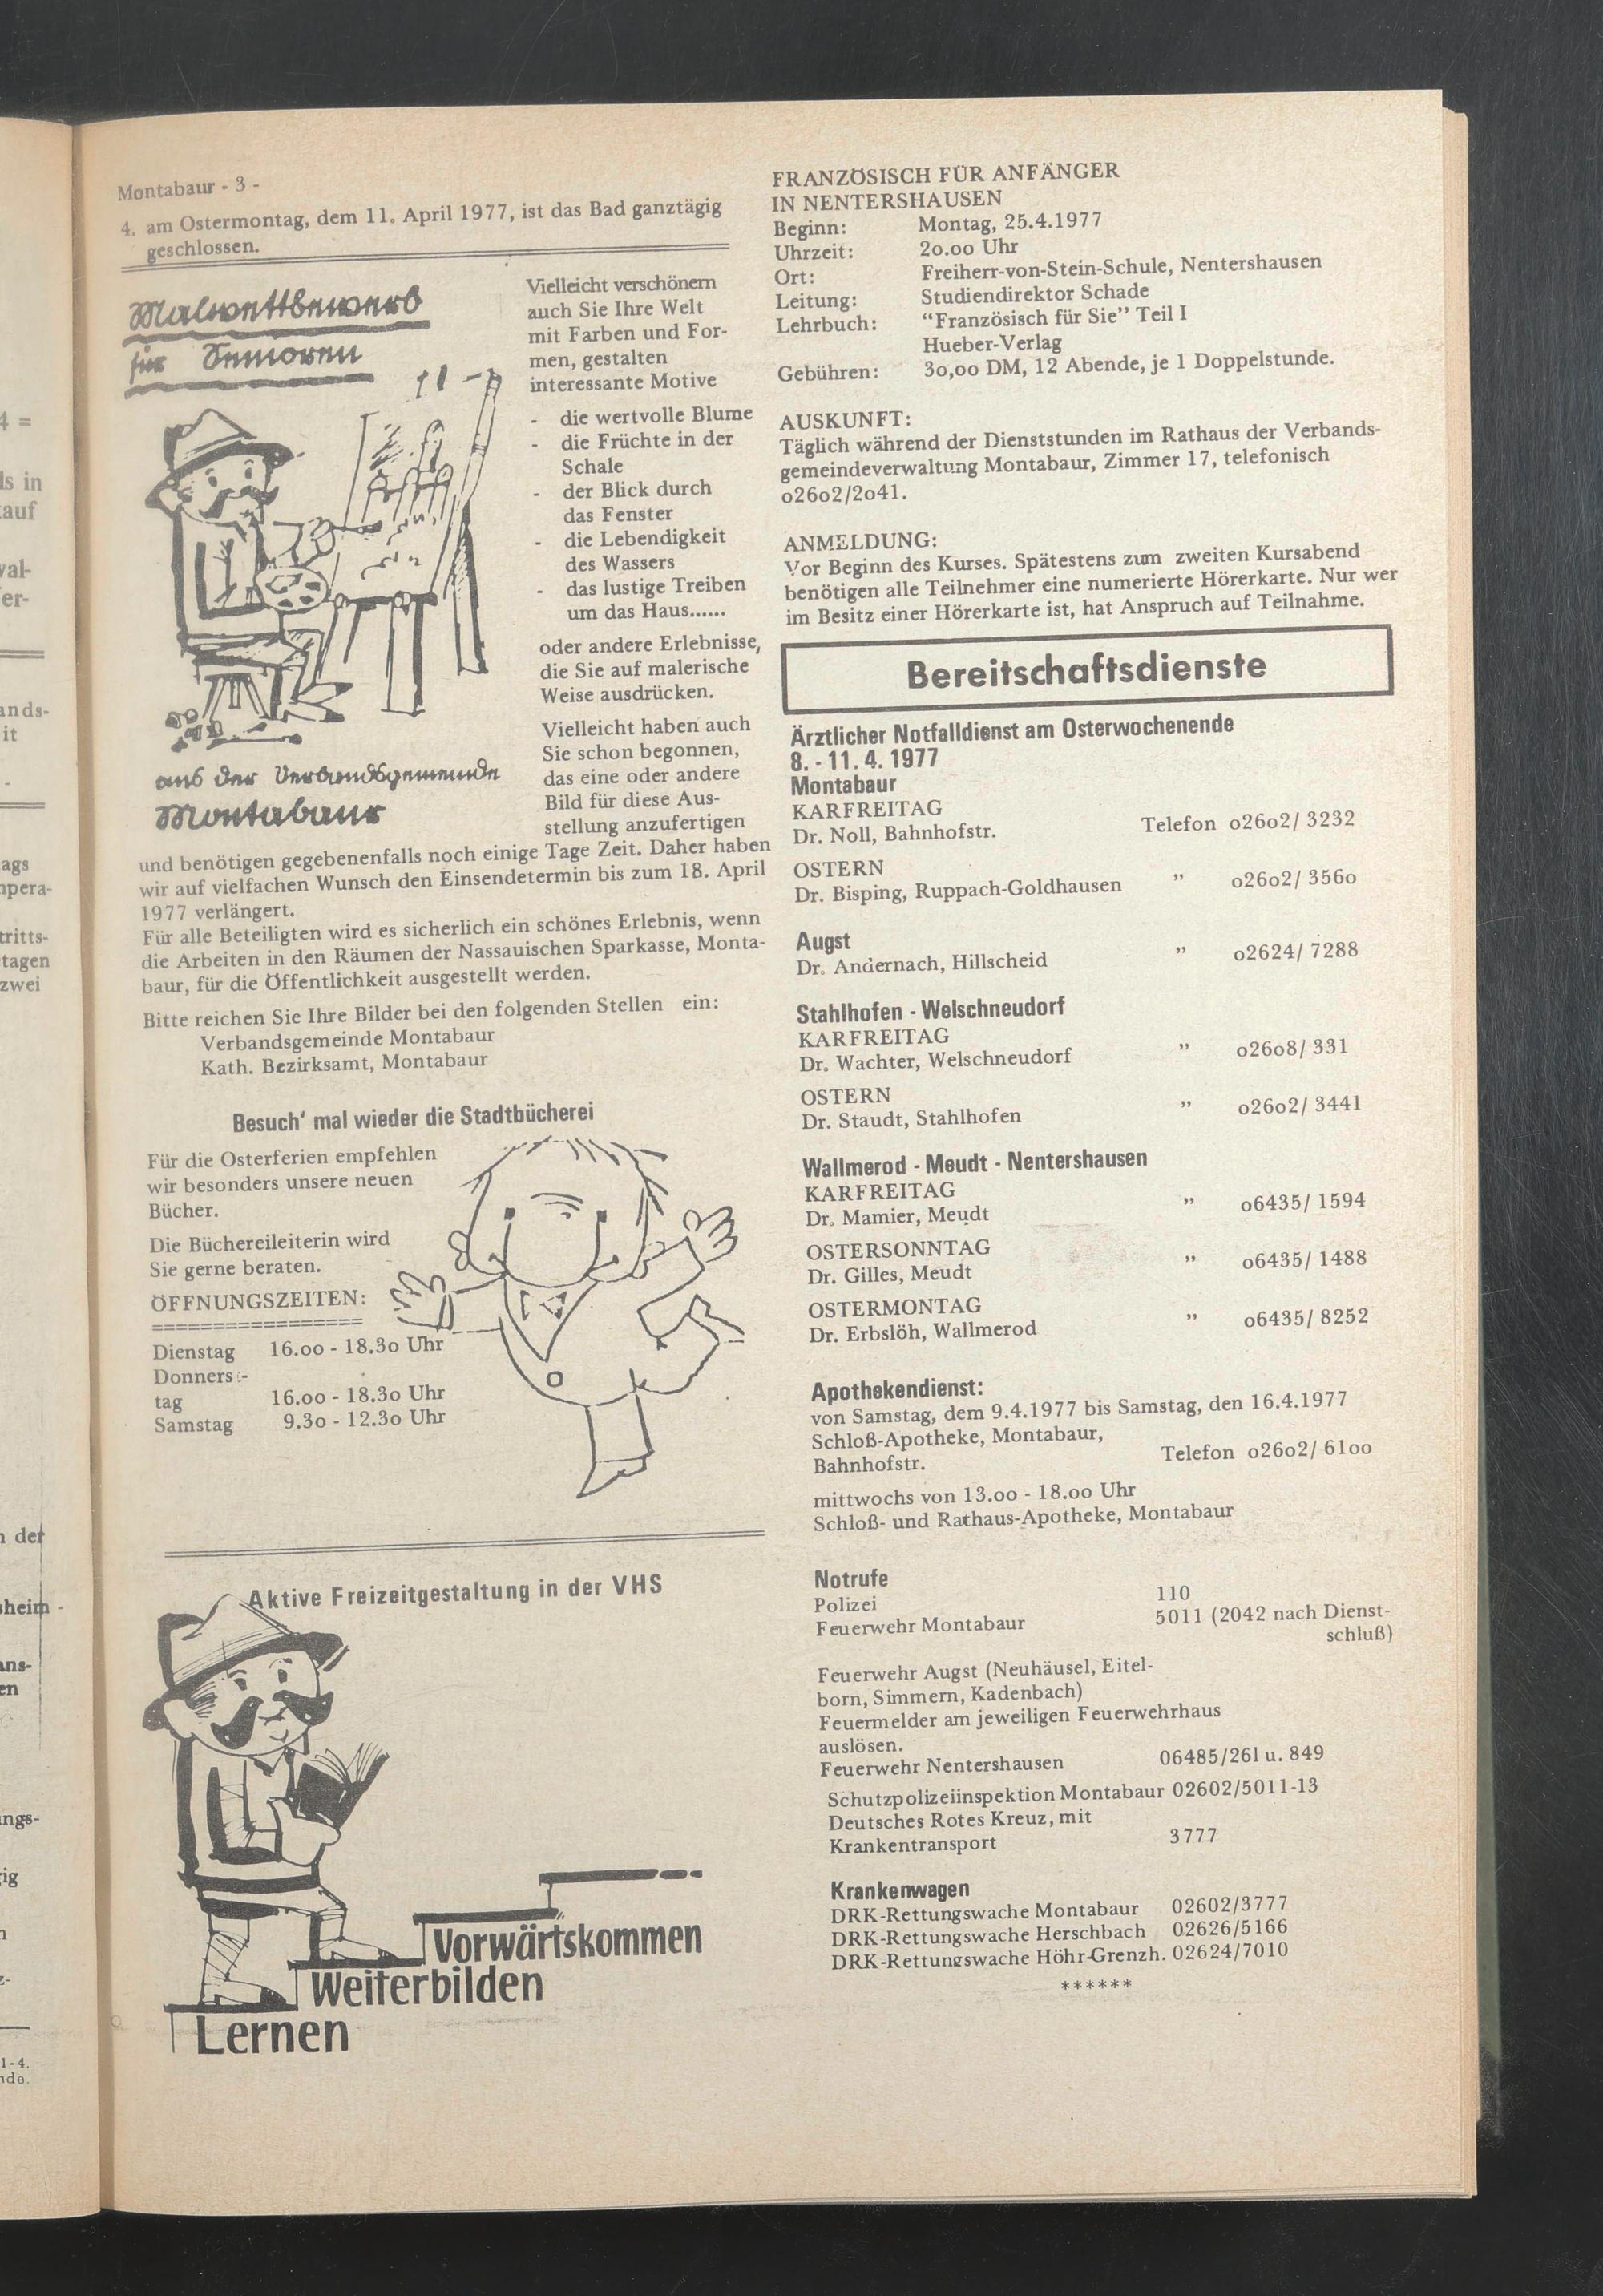 Montabaur - 3 -
4. am Ostermontag, dem 11. April 1977, ist das Bad ganztägig
geschlossen.
Malwettbewerb
für Senioren
aus der Verbandsgemeinde
Montabaur
Vielleicht verschönern
auch Sie Ihre Welt
mit Farben und For-
men, gestalten
interessante Motive
- die wertvolle Blume
- die Früchte in der
Schale
- der Blick durch
das Fenster
- die Lebendigkeit
des Wassers
- das lustige Treiben
um das Haus......
oder andere Erlebnisse,
die Sie auf malerische
Weise ausdrücken.
Vielleicht haben auch
Sie schon begonnen,
das eine oder andere
Bild für diese Aus-
stellung anzufertigen
und benötigen gegebenenfalls noch einige Tage Zeit. Daher haben
wir auf vielfachen Wunsch den Einsendetermin bis zum 18. April
1977 verlängert.
Für alle Beteiligten wird es sicherlich ein schönes Erlebnis, wenn
die Arbeiten in den Räumen der Nassauischen Sparkasse, Monta-
baur, für die Öffentlichkeit ausgestellt werden.
Bitte reichen Sie Ihre Bilder bei den folgenden Stellen ein:
Verbandsgemeinde Montabaur
Kath. Bezirksamt, Montabaur
Besuch' mal wieder die Stadtbücherei
Für die Osterferien empfehlen
wir besonders unsere neuen
Bücher.
Die Büchereileiterin wird
Sie gerne beraten.
ÖFFNUNGSZEITEN:
==================
Dienstag 16.oo - 18.3o Uhr
Donners-
tag 16.oo - 18.3o Uhr
Samstag 9.3o - 12.3o Uhr
Aktive Freizeitgestaltung in der VHS
Vorwärtskommen
Weiterbilden
Lernen
FRANZÖSISCH FÜR ANFÄNGER
IN NENTERSHAUSEN
Beginn: Montag, 25.4.1977
Uhrzeit: 2o.oo Uhr
Ort: Freiherr-von-Stein-Schule, Nentershausen
Leitung: Studiendirektor Schade
Lehrbuch: “Französisch für Sie” Teil I
Hueber-Verlag
Gebühren: 3o,oo DM, 12 Abende, je 1 Doppelstunde.
AUSKUNFT:
Täglich während der Dienststunden im Rathaus der Verbands-
gemeindeverwaltung Montabaur, Zimmer 17, telefonisch
o26o2/2o41.
ANMELDUNG:
Vor Beginn des Kurses. Spätestens zum zweiten Kursabend
benötigen alle Teilnehmer eine numerierte Hörerkarte. Nur wer
im Besitz einer Hörerkarte ist, hat Anspruch auf Teilnahme.
Bereitschaftsdienste
Ärztlicher Notfalldienst am Osterwochenende
8. - 11. 4. 1977
Montabaur
KARFREITAG
Dr. Noll, Bahnhofstr. Telefon o26o2/ 3232
OSTERN
Dr. Bisping, Ruppach-Goldhausen ” o26o2/ 356o
Augst
Dr. Andernach, Hillscheid ” o2624/ 7288
Stahlhofen - Welschneudorf
KARFREITAG
Dr. Wachter, Welschneudorf ” o26o8/ 331
OSTERN
Dr. Staudt, Stahlhofen ” o26o2/ 3441
Wallmerod - Meudt - Nentershausen
KARFREITAG
Dr. Mamier, Meudt ” o6435/ 1594
OSTERSONNTAG
Dr. Gilles, Meudt ” o6435/ 1488
OSTERMONTAG
Dr. Erbslöh, Wallmerod ” o6435/ 8252
Apothekendienst:
von Samstag, dem 9.4.1977 bis Samstag, den 16.4.1977
Schloß-Apotheke, Montabaur,
Bahnhofstr. Telefon o26o2/ 61oo
mittwochs von 13.oo - 18.oo Uhr
Schloß- und Rathaus-Apotheke, Montabaur
Notrufe
Polizei 110
Feuerwehr Montabaur 5011 (2042 nach Dienst-
schluß)
Feuerwehr Augst (Neuhäusel, Eitel-
born, Simmern, Kadenbach)
Feuermelder am jeweiligen Feuerwehrhaus
auslösen.
Feuerwehr Nentershausen 06485/261 u. 849
Schutzpolizeiinspektion Montabaur 02602/5011-13
Deutsches Rotes Kreuz, mit
Krankentransport 3777
Krankenwagen
DRK-Rettungswache Montabaur 02602/3777
DRK-Rettungswache Herschbach 02626/5166
DRK-Rettungswache Höhr-Grenzh. 02624/7010
******